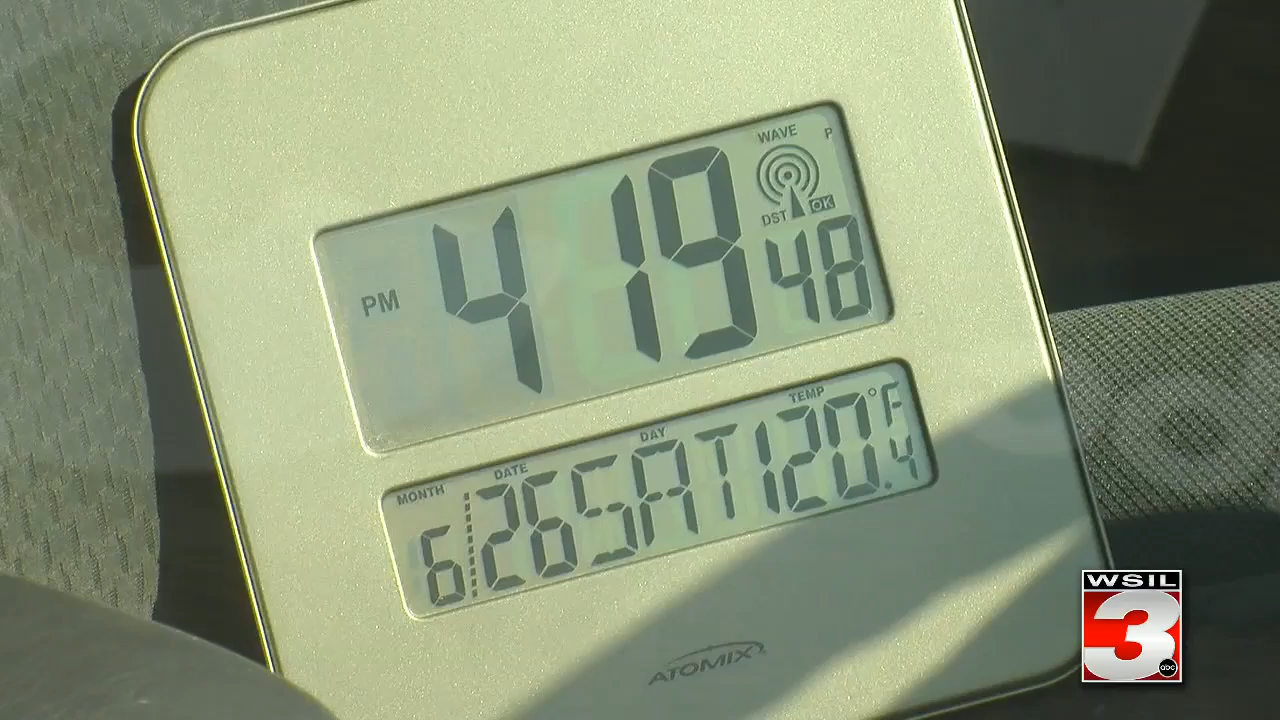 WAVE P
PM 4 19 48
DST OK
MONTH DATE DAY TEMP
6 26 SAT 120.4 °F
ATOMIX
WSIL
3
abc